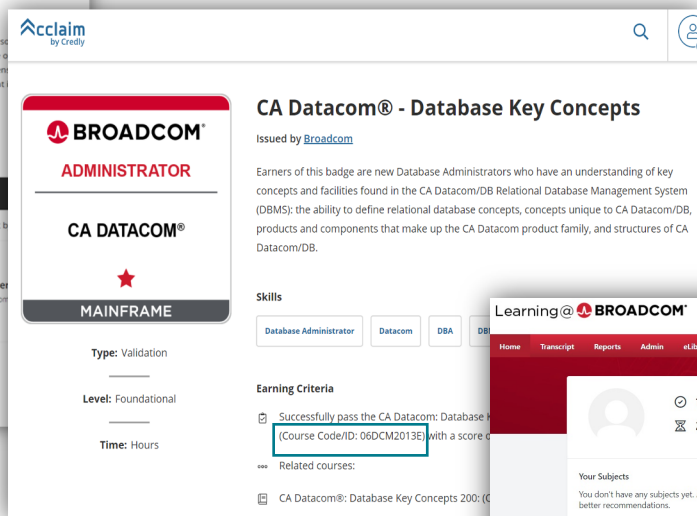 Acclaim
by Credly
BROADCOM®
ADMINISTRATOR
CA DATACOM®
MAINFRAME
Type: Validation
Level: Foundational
Time: Hours
CA Datacom® - Database Key Concepts
Issued by Broadcom
Earners of this badge are new Database Administrators who have an understanding of key
concepts and facilities found in the CA Datacom/DB Relational Database Management System
(DBMS): the ability to define relational database concepts, concepts unique to CA Datacom/DB,
products and components that make up the CA Datacom product family, and structures of CA
Datacom/DB.
Skills
Database Administrator
Datacom
DBA
Earning Criteria
Successfully pass the CA Datacom: Database
(Course Code/ID: 06DCM2013E) with a score
Related courses:
CA Datacom®: Database Key Concepts 200:
Learning@ BROADCOM®
Home Transcript Reports Admin
Your Subjects
You don't have any subjects yet.
better recommendations.